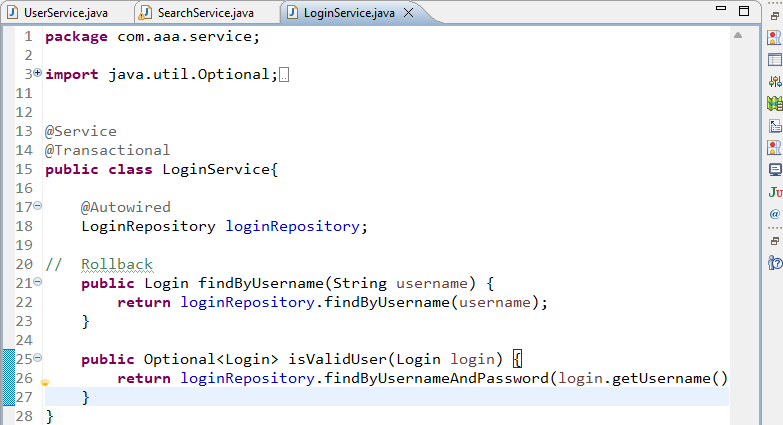 UserService.java SearchService.java LoginService.java
1 package com.aaa.service;
2
3 import java.util.Optional;
11
12
13 @Service
14 @Transactional
15 public class LoginService{
16
17 @Autowired
18 LoginRepository loginRepository;
19
20 // Rollback
21 public Login findByUsername(String username) {
22 return loginRepository.findByUsername(username);
23 }
24
25 public Optional<Login> isValidUser(Login login) {
26 return loginRepository.findByUsernameAndPassword(login.getUsername()
27 }
28 }